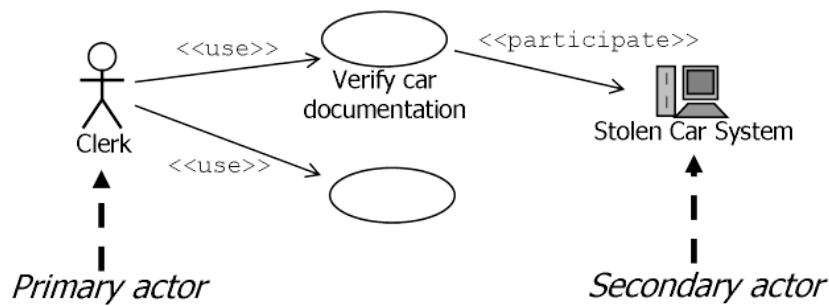 <<use>>
<<participate>>
Verify car
documentation
Clerk
Stolen Car System
<<use>>
Primary actor
Secondary actor